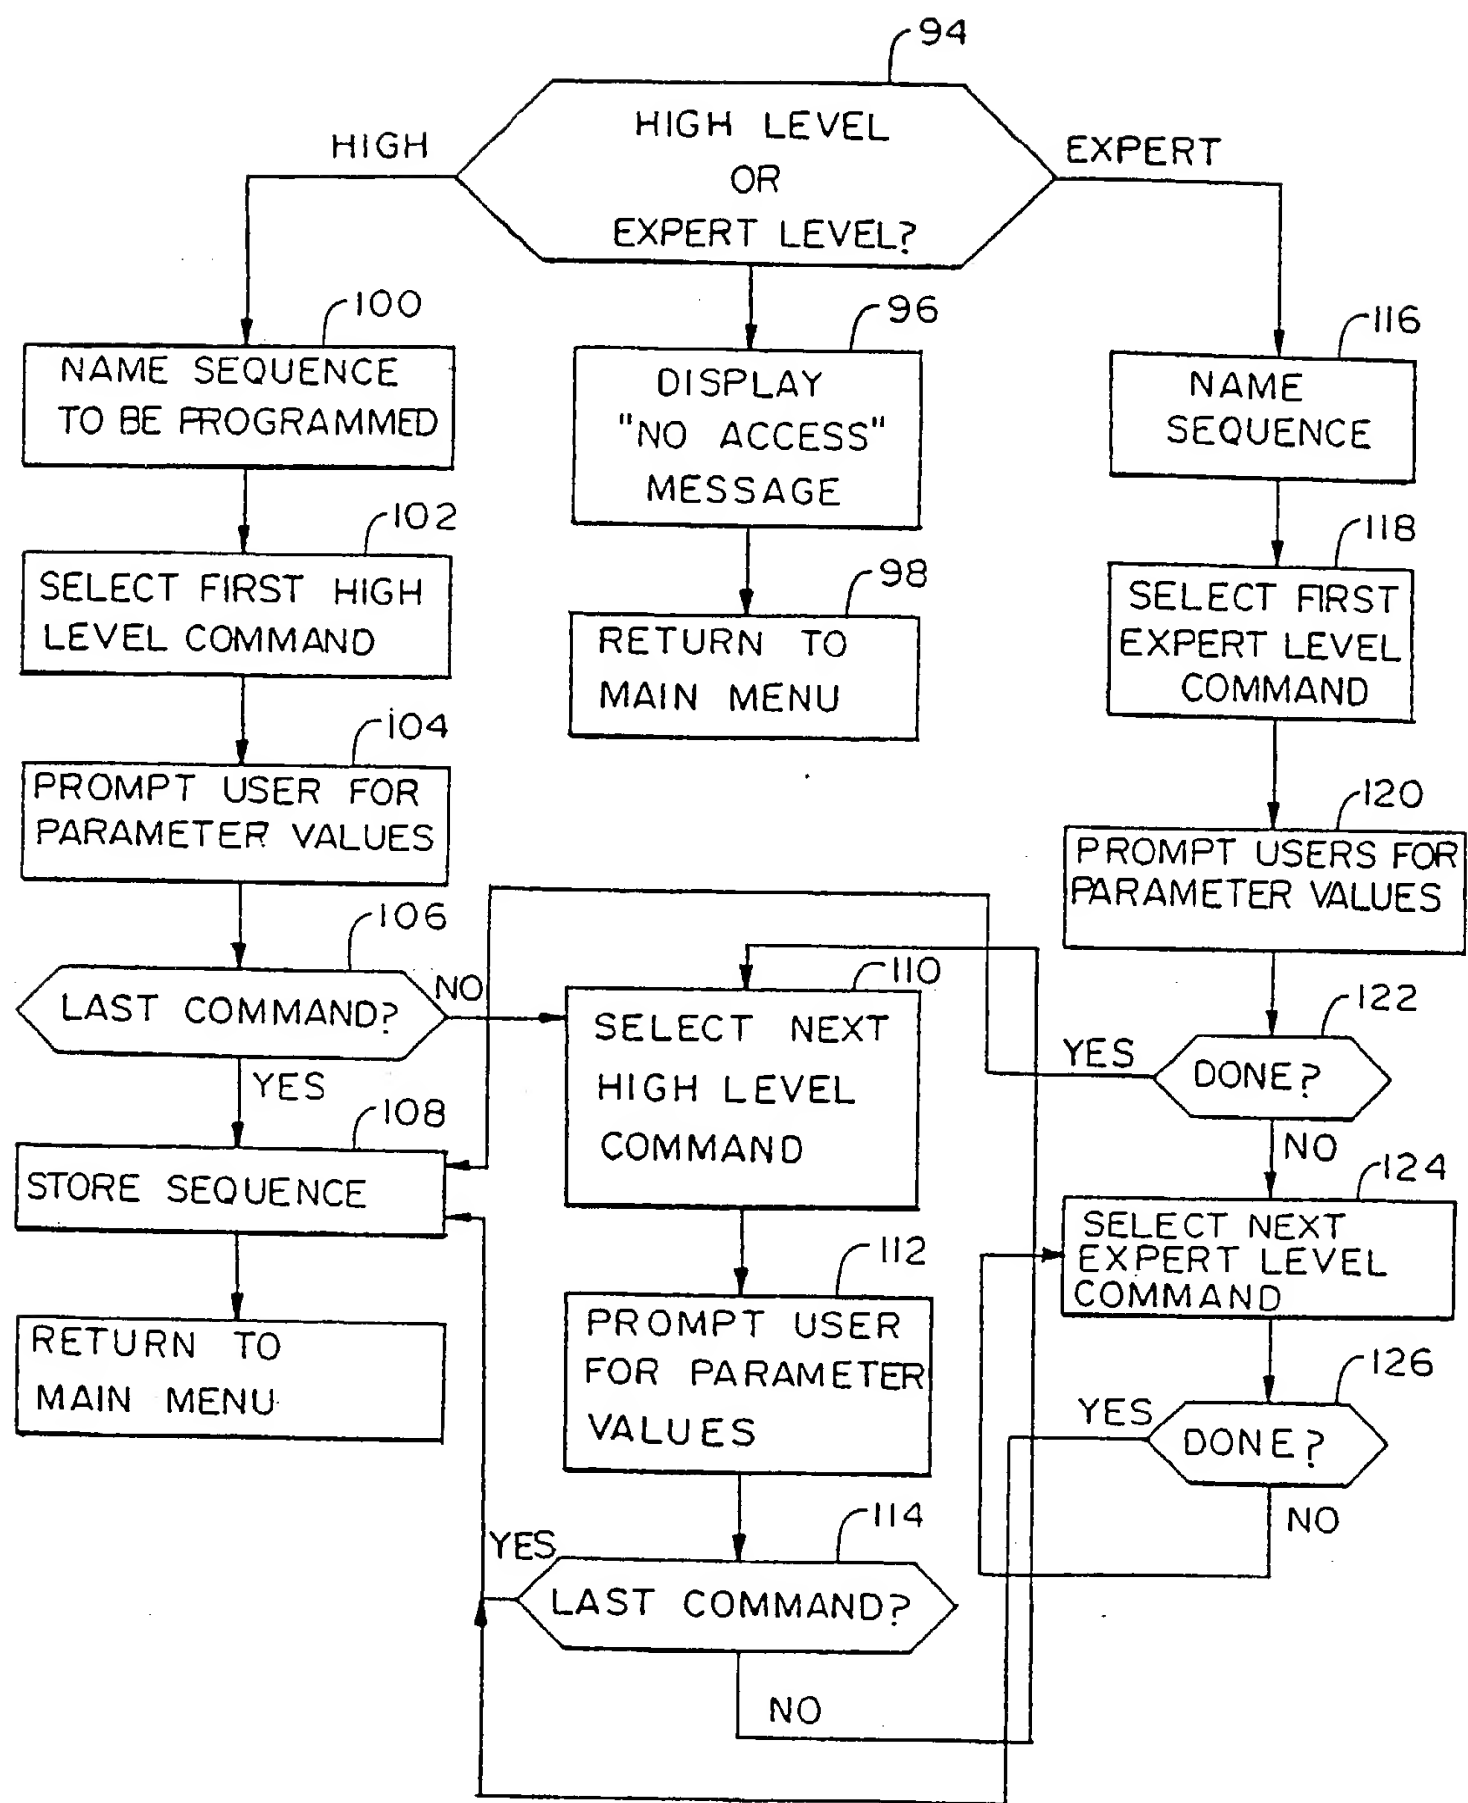 94
HIGH LEVEL
OR
EXPERT LEVEL?
HIGH
EXPERT
100
NAME SEQUENCE
TO BE PROGRAMMED
96
DISPLAY
"NO ACCESS"
MESSAGE
116
NAME
SEQUENCE
102
SELECT FIRST HIGH
LEVEL COMMAND
98
RETURN TO
MAIN MENU
118
SELECT FIRST
EXPERT LEVEL
COMMAND
104
PROMPT USER FOR
PARAMETER VALUES
120
PROMPT USERS FOR
PARAMETER VALUES
106
LAST COMMAND?
NO
YES
110
SELECT NEXT
HIGH LEVEL
COMMAND
122
DONE?
YES
NO
108
STORE SEQUENCE
RETURN TO
MAIN MENU
112
PROMPT USER
FOR PARAMETER
VALUES
124
SELECT NEXT
EXPERT LEVEL
COMMAND
126
DONE?
YES
NO
114
LAST COMMAND?
YES
NO